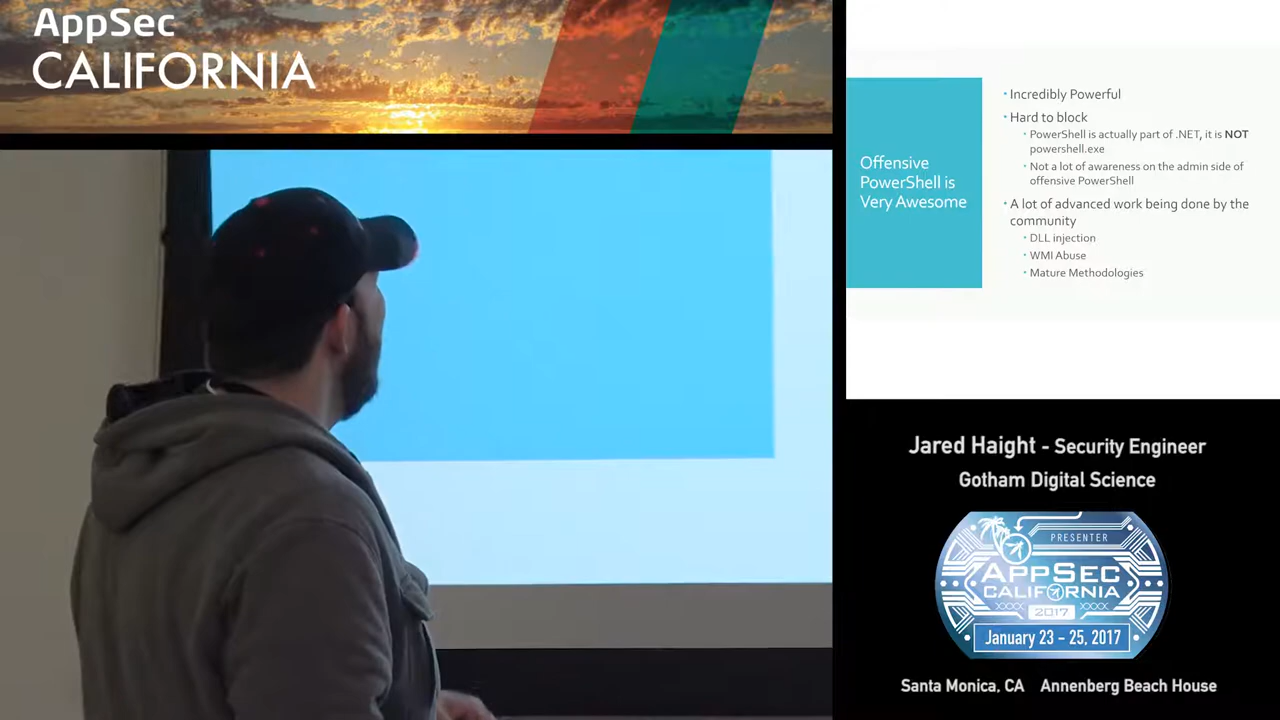 AppSec
CALIFORNIA
Offensive
PowerShell is
Very Awesome
• Incredibly Powerful
• Hard to block
• PowerShell is actually part of .NET, it is NOT
powershell.exe
• Not a lot of awareness on the admin side of
offensive PowerShell
• A lot of advanced work being done by the
community
• DLL injection
• WMI Abuse
• Mature Methodologies
Jared Haight - Security Engineer
Gotham Digital Science
PRESENTER
APPSEC
CALIFORNIA
XXXX 2017 XXXX
January 23 - 25, 2017
Santa Monica, CA Annenberg Beach House